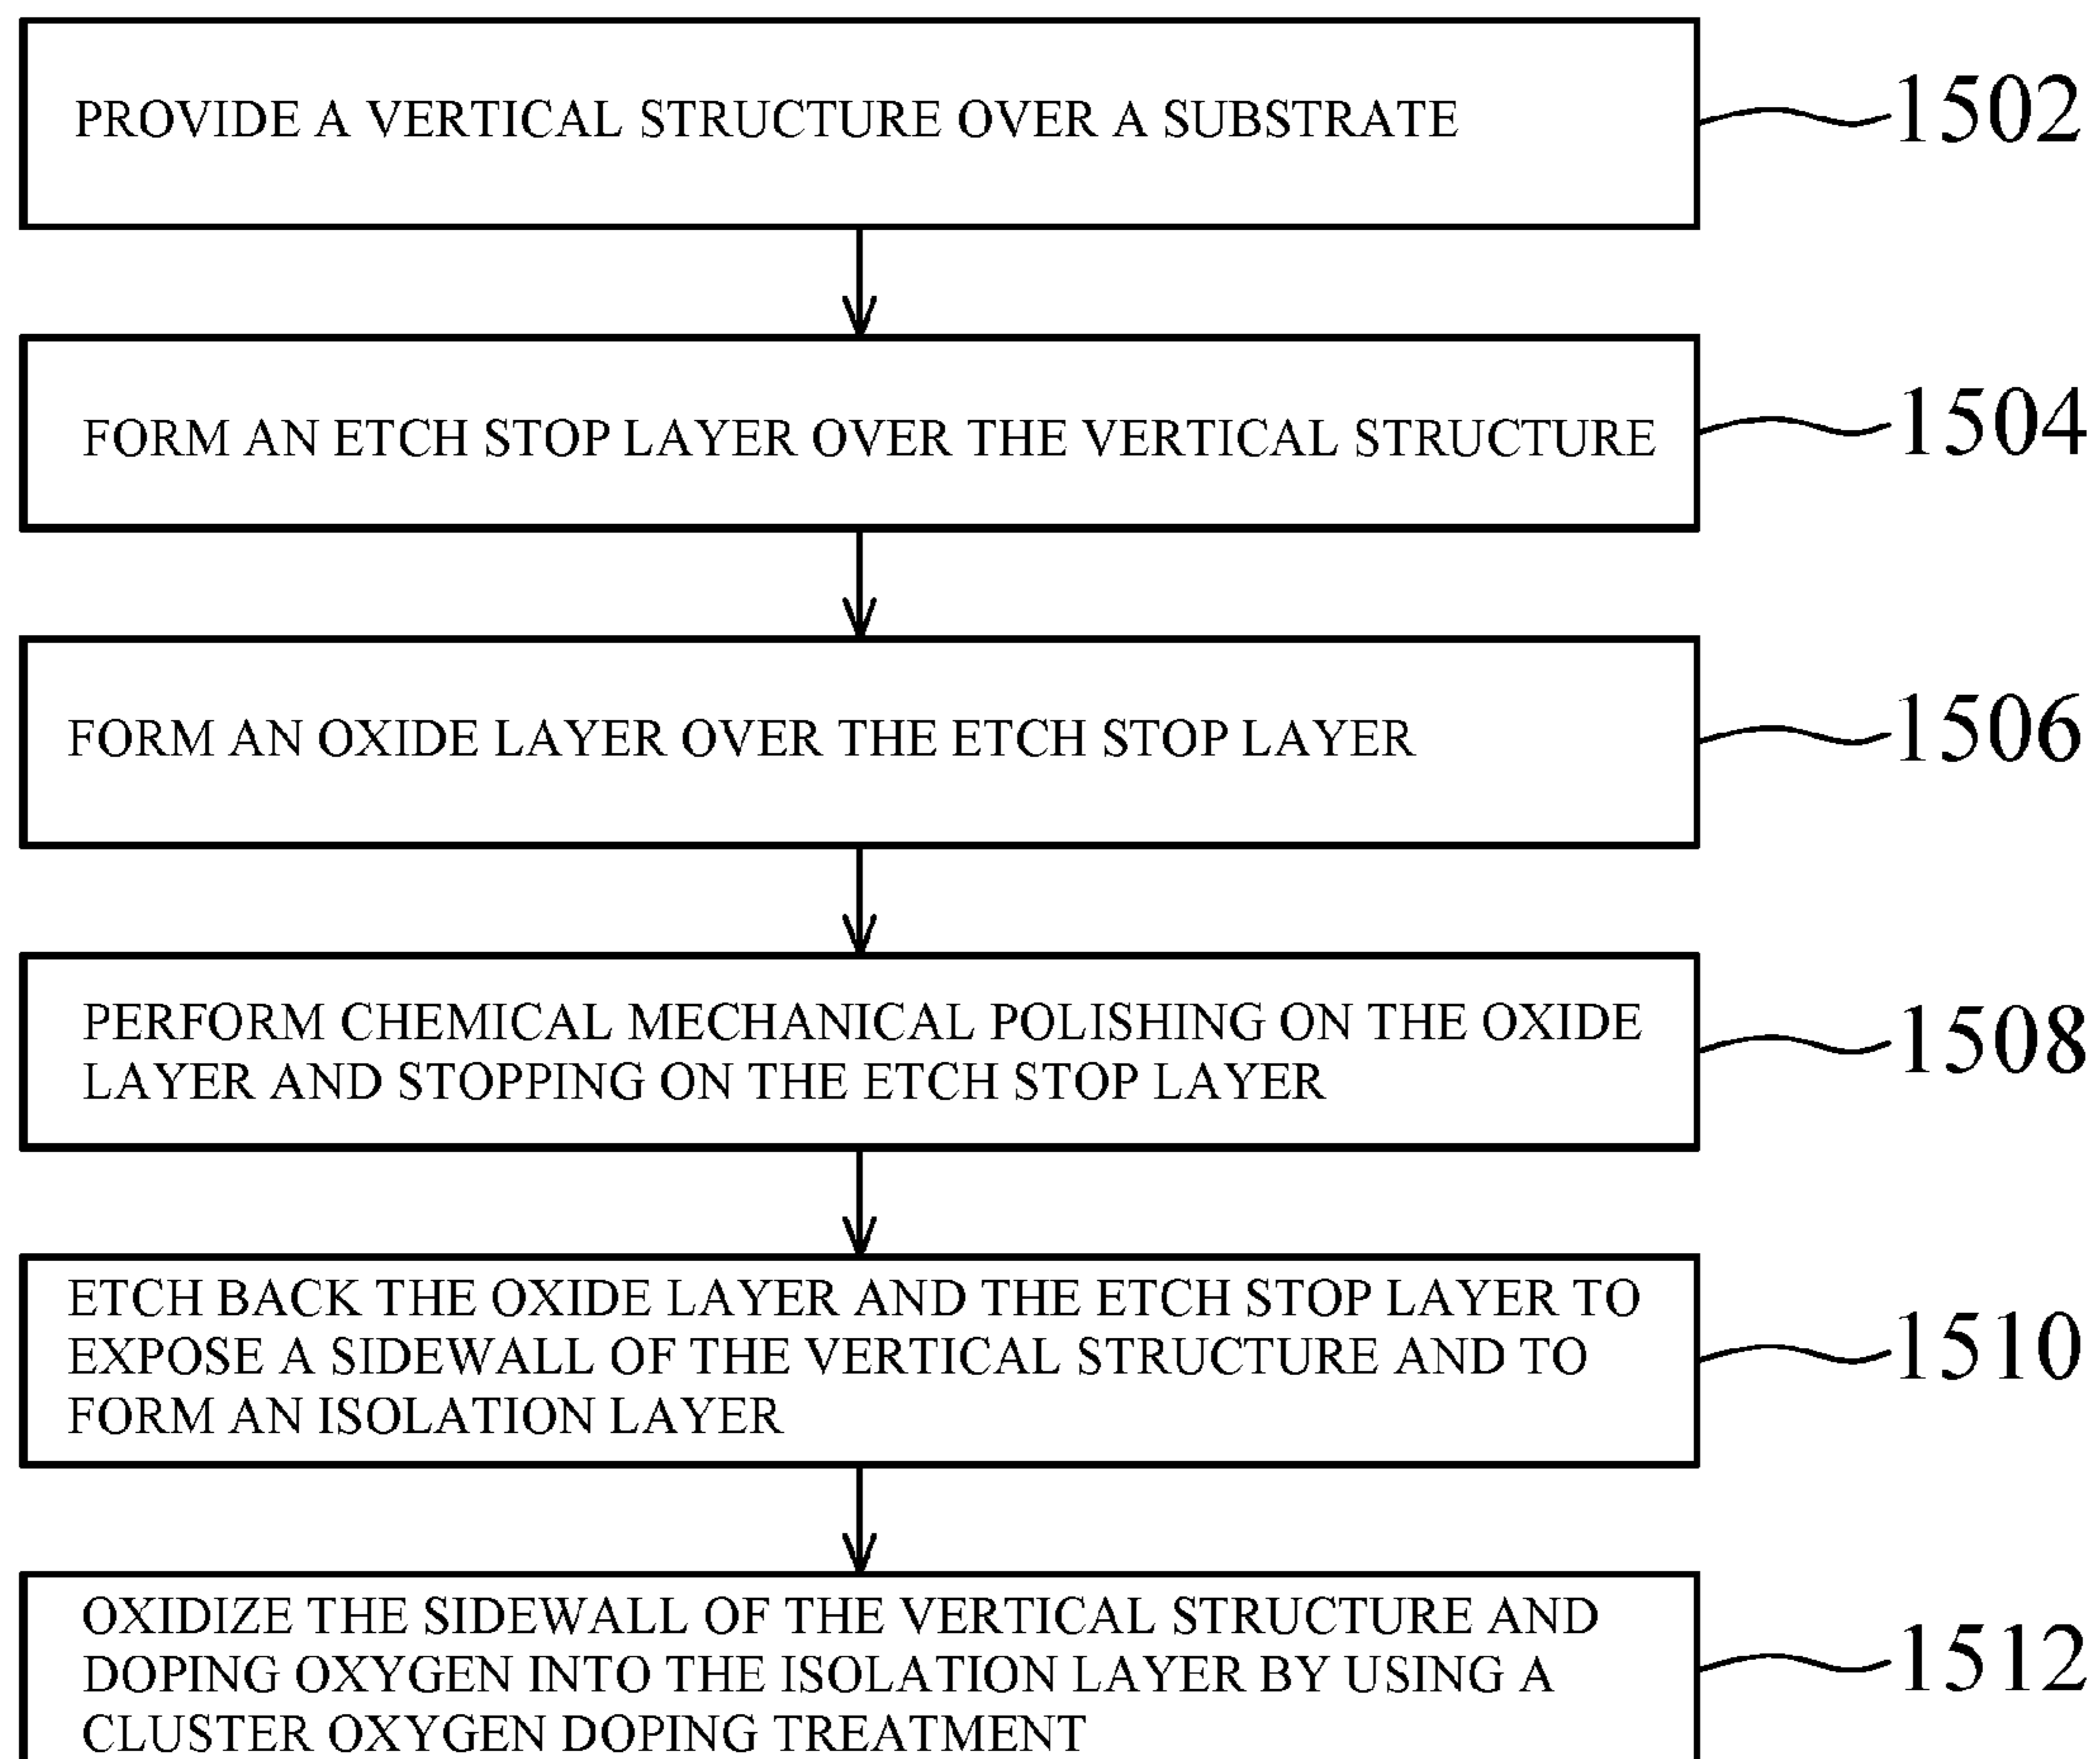 PROVIDE A VERTICAL STRUCTURE OVER A SUBSTRATE
1502
FORM AN ETCH STOP LAYER OVER THE VERTICAL STRUCTURE
1504
FORM AN OXIDE LAYER OVER THE ETCH STOP LAYER
1506
PERFORM CHEMICAL MECHANICAL POLISHING ON THE OXIDE
LAYER AND STOPPING ON THE ETCH STOP LAYER
1508
ETCH BACK THE OXIDE LAYER AND THE ETCH STOP LAYER TO
EXPOSE A SIDEWALL OF THE VERTICAL STRUCTURE AND TO
FORM AN ISOLATION LAYER
1510
OXIDIZE THE SIDEWALL OF THE VERTICAL STRUCTURE AND
DOPING OXYGEN INTO THE ISOLATION LAYER BY USING A
CLUSTER OXYGEN DOPING TREATMENT
1512